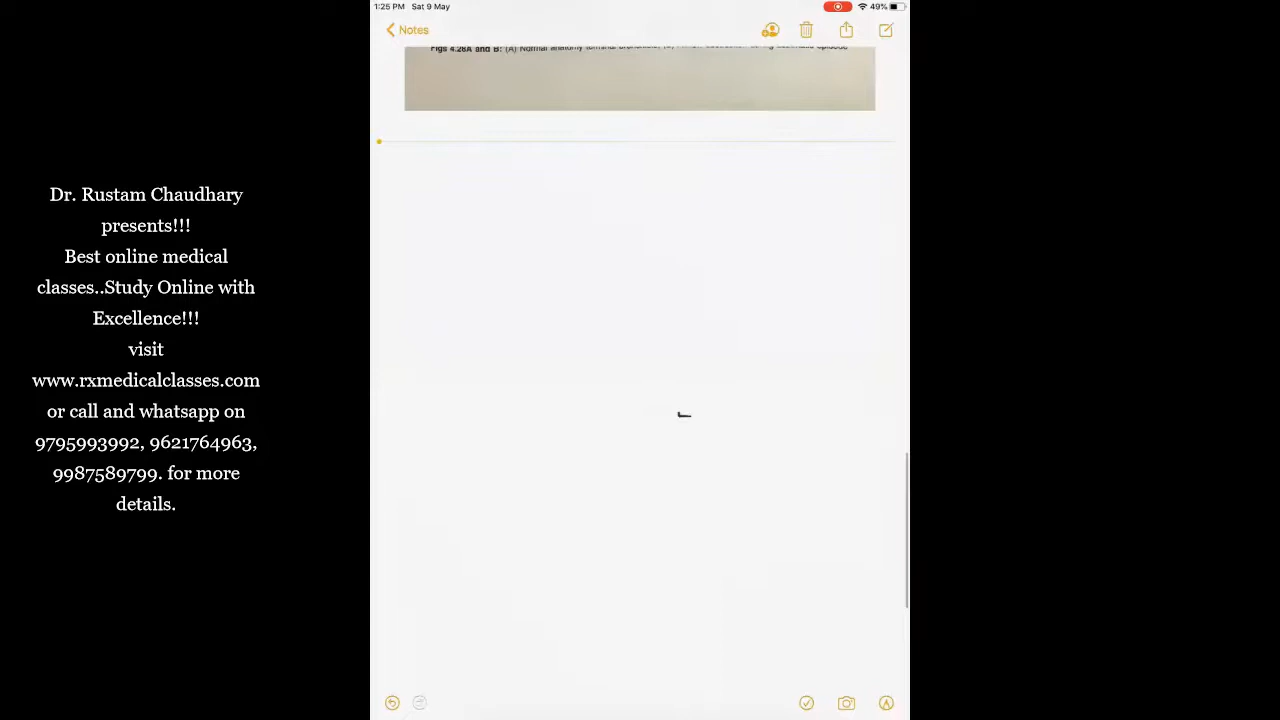 1:25 PM Sat 9 May
49%
Notes
Figs 4.26A and B: (A) Normal anatomy terminal
Dr. Rustam Chaudhary
presents!!!
Best online medical
classes..Study Online with
Excellence!!!
visit
www.rxmedicalclasses.com
or call and whatsapp on
9795993992, 9621764963,
9987589799. for more
details.